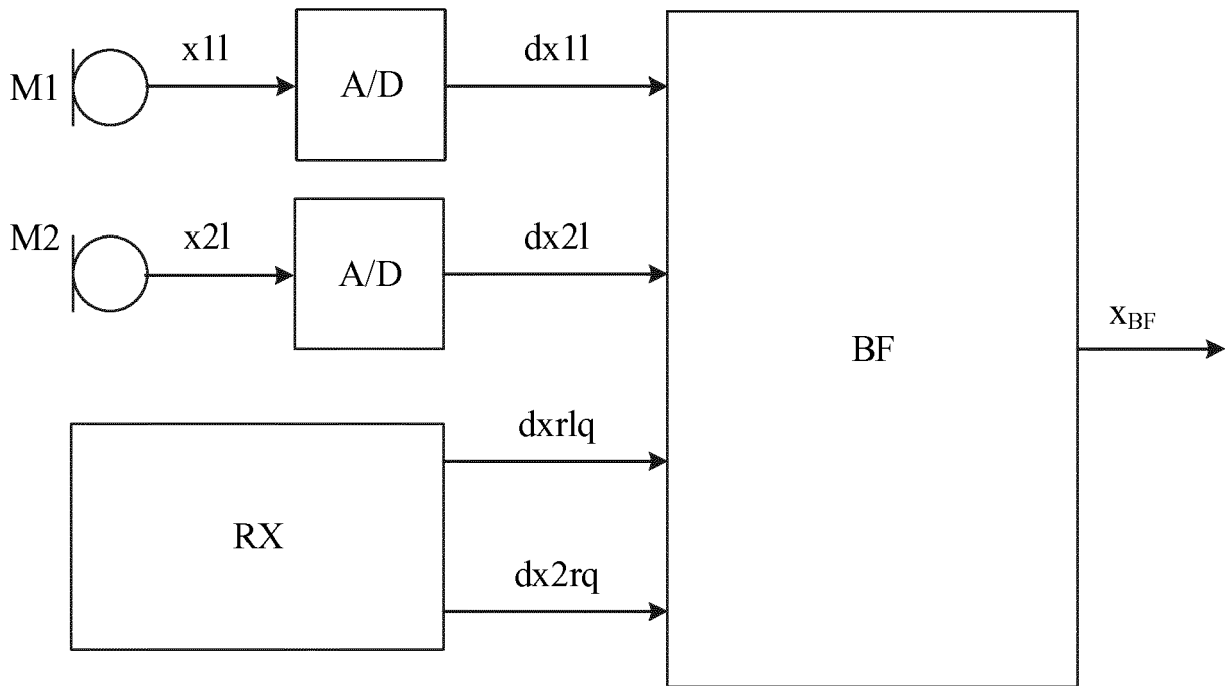 M1
x1l
A/D
dx1l
M2
x2l
A/D
dx2l
BF
x_BF
RX
dxrlq
dx2rq